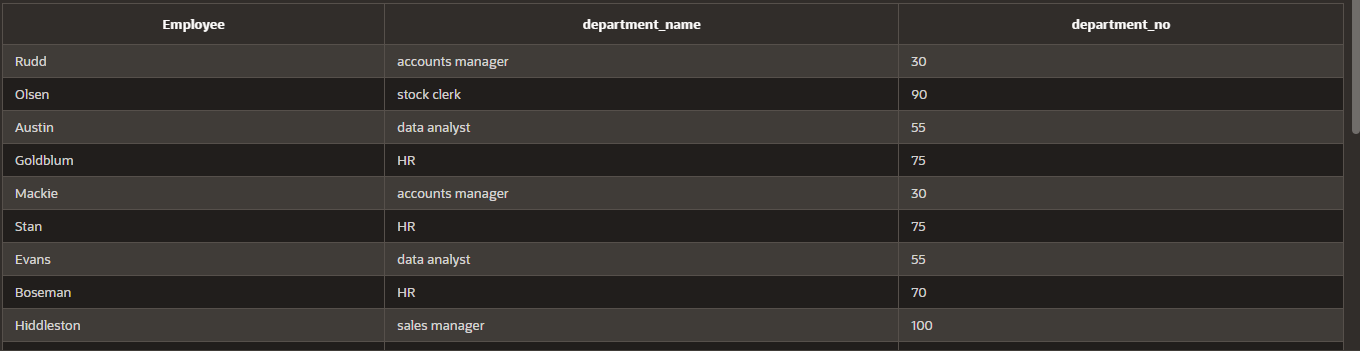 Employee department_name department_no
Rudd accounts manager 30
Olsen stock clerk 90
Austin data analyst 55
Goldblum HR 75
Mackie accounts manager 30
Stan HR 75
Evans data analyst 55
Boseman HR 70
Hiddleston sales manager 100